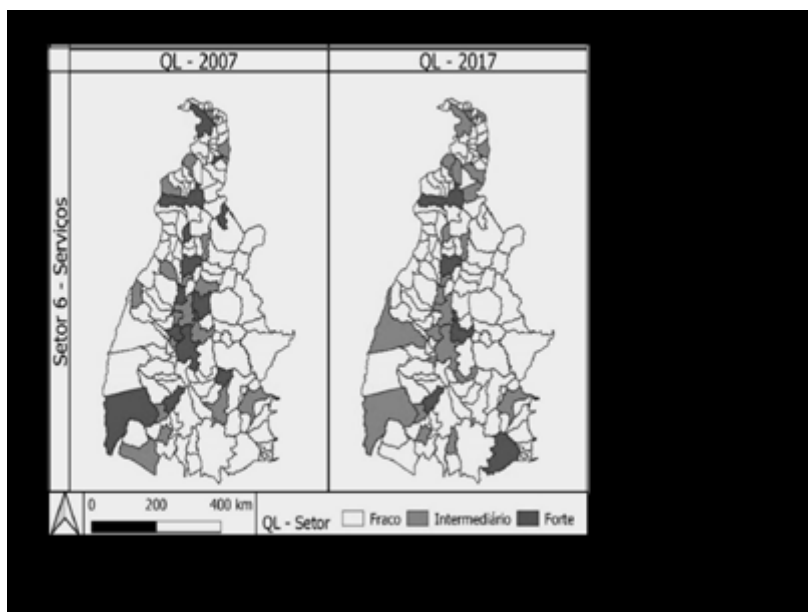 QL - 2007
QL - 2017
Setor 6 - Serviços
0 200 400 km
QL - Setor Fraco Intermediário Forte